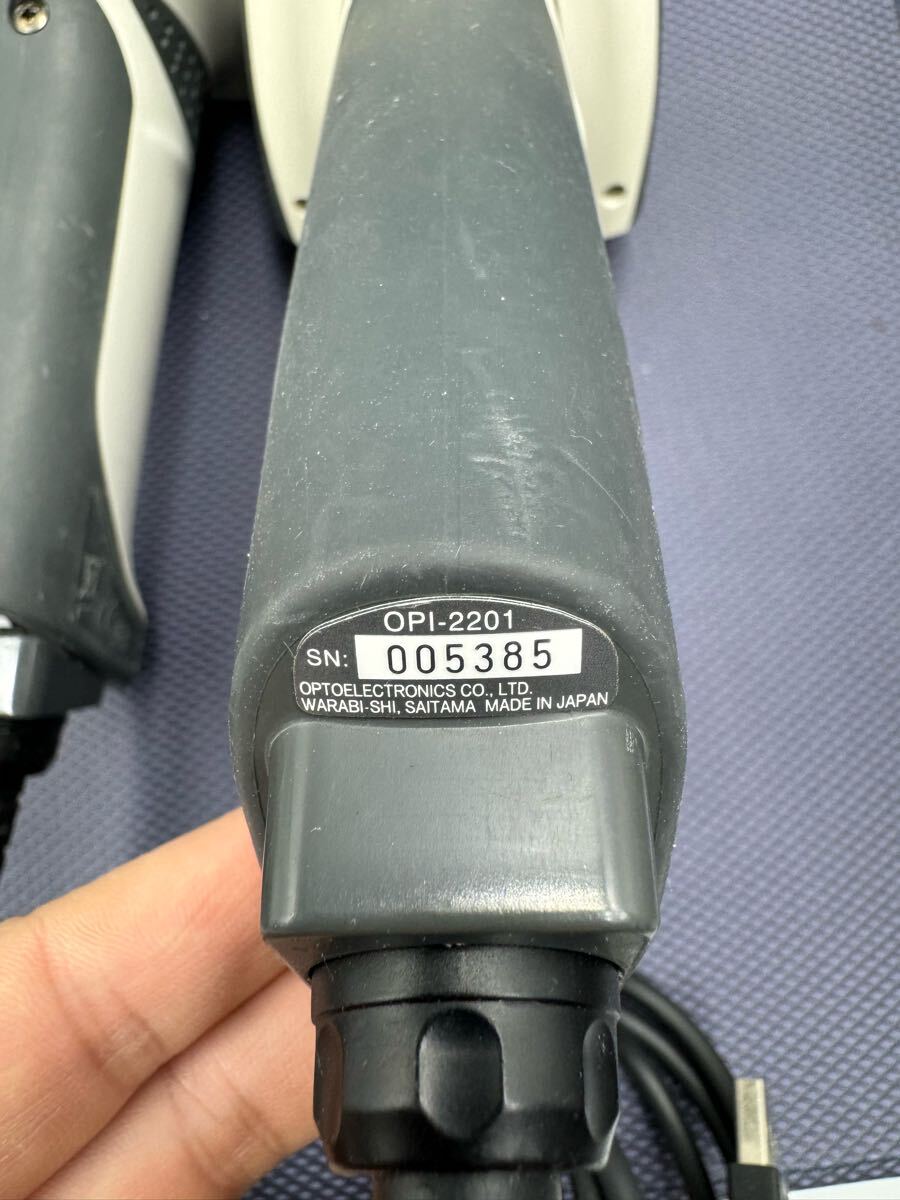 OPI-2201
SN: 005385
OPTOELECTRONICS CO., LTD.
WARABI-SHI, SAITAMA MADE IN JAPAN